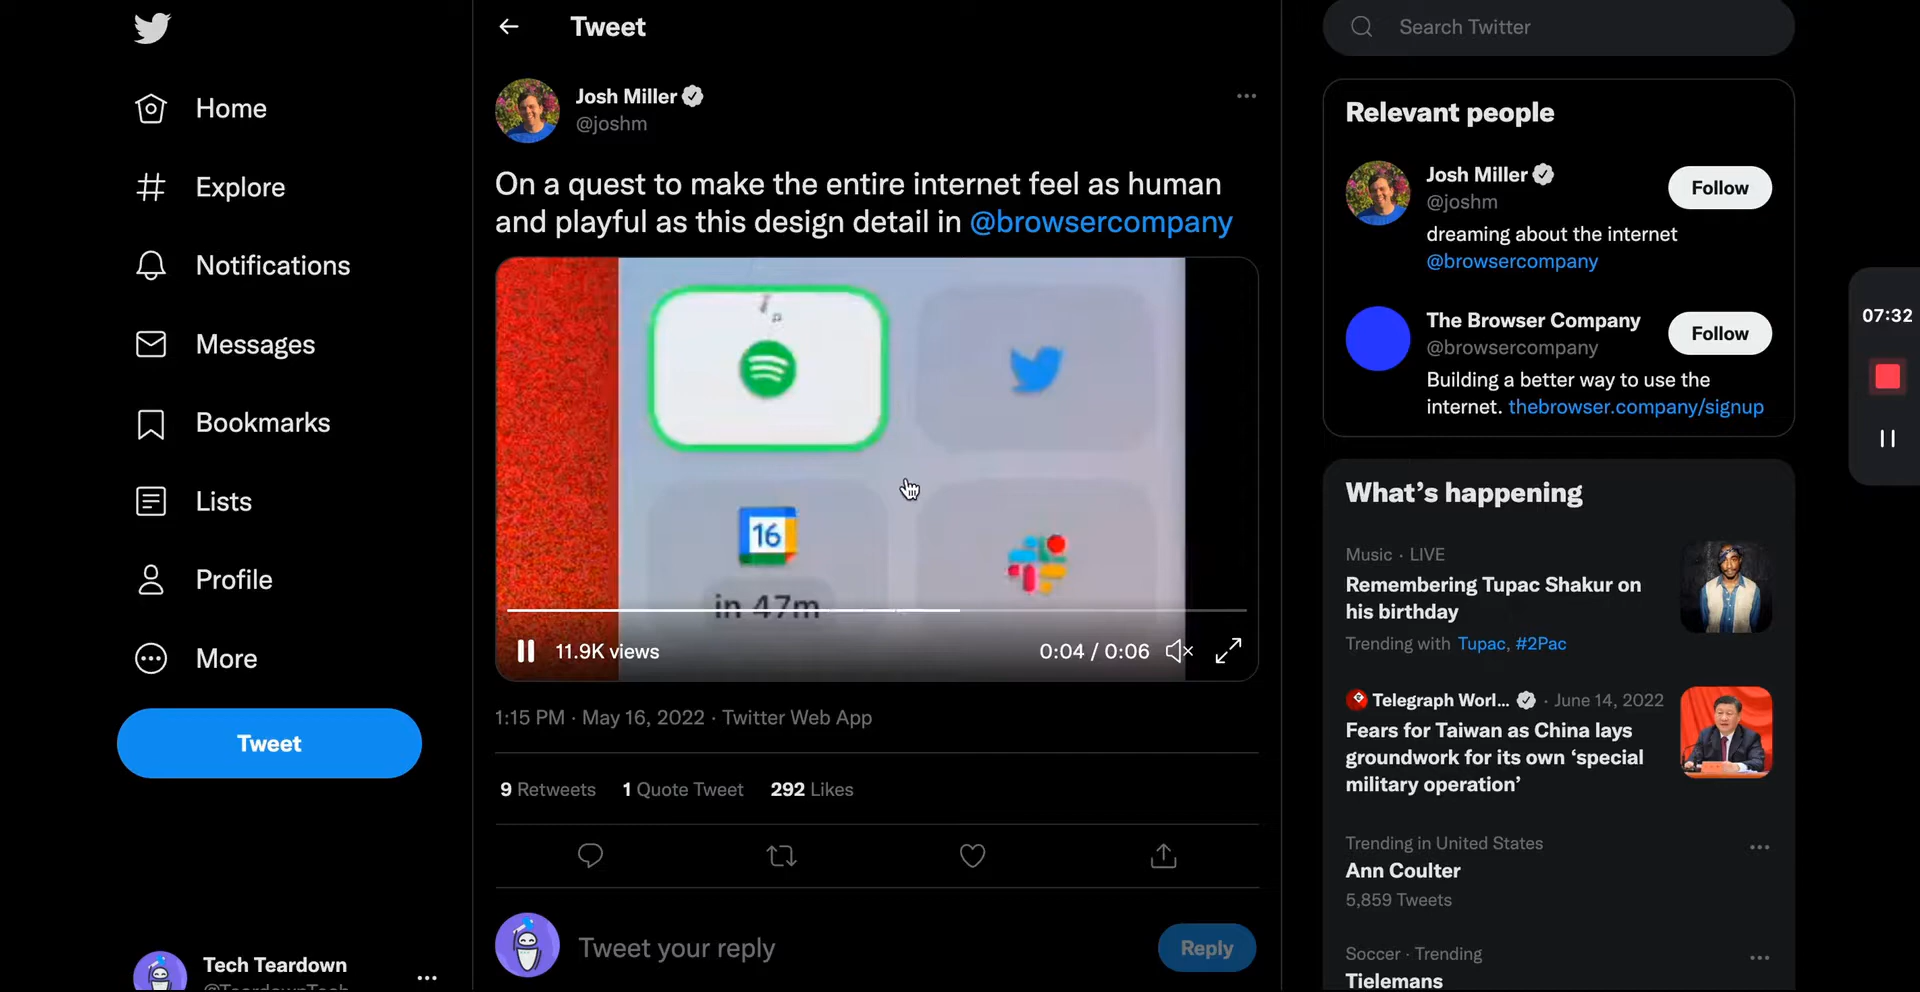 Home
Explore
Notifications
Messages
Bookmarks
Lists
Profile
More
Tweet
Tech Teardown
@TeardownTech
Tweet
Josh Miller
@joshm
On a quest to make the entire internet feel as human
and playful as this design detail in @browsercompany
16
in 47m
11.9K views
0:04 / 0:06
1:15 PM · May 16, 2022 · Twitter Web App
9 Retweets 1 Quote Tweet 292 Likes
Tweet your reply
Reply
Search Twitter
Relevant people
Josh Miller
@joshm
Follow
dreaming about the internet
@browsercompany
The Browser Company
@browsercompany
Follow
Building a better way to use the
internet. thebrowser.company/signup
What's happening
Music · LIVE
Remembering Tupac Shakur on
his birthday
Trending with Tupac, #2Pac
Telegraph Worl... · June 14, 2022
Fears for Taiwan as China lays
groundwork for its own ‘special
military operation’
Trending in United States
Ann Coulter
5,859 Tweets
Soccer · Trending
Tielemans
07:32